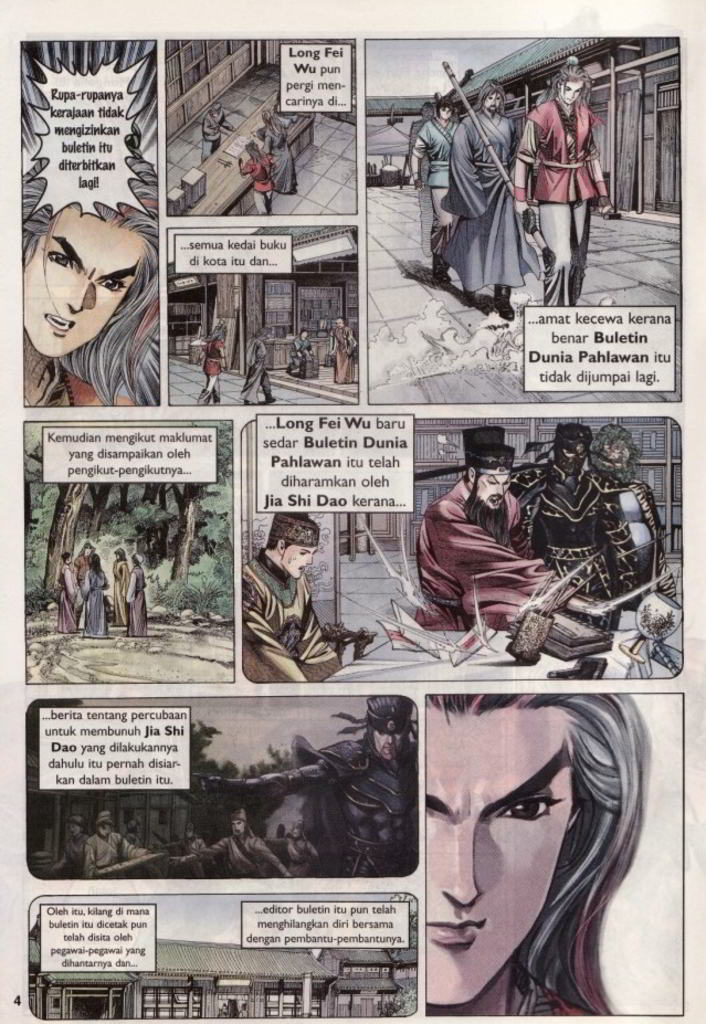 Rupa-rupanya
kerajaan tidak
mengizinkan
buletin itu
diterbitkan
lagi!
Long Fei
Wu pun
pergi men-
carinya di...
...semua kedai buku
di kota itu dan...
...amat kecewa kerana
benar Buletin
Dunia Pahlawan itu
tidak dijumpai lagi.
Kemudian mengikut maklumat
yang disampaikan oleh
pengikut-pengikutnya...
...Long Fei Wu baru
sedar Buletin Dunia
Pahlawan itu telah
diharamkan oleh
Jia Shi Dao kerana...
...berita tentang percubaan
untuk membunuh Jia Shi
Dao yang dilakukannya
dahulu itu pernah disiar-
kan dalam buletin itu.
Oleh itu, kilang di mana
buletin itu dicetak pun
telah disita oleh
pegawai-pegawai yang
dihantarnya dan...
...editor buletin itu pun telah
menghilangkan diri bersama
dengan pembantu-pembantunya.
4